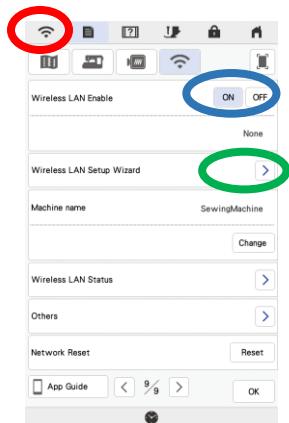 Wireless LAN Enable ON OFF
None
Wireless LAN Setup Wizard
Machine name SewingMachine
Change
Wireless LAN Status
Others
Network Reset Reset
App Guide 9/9 OK